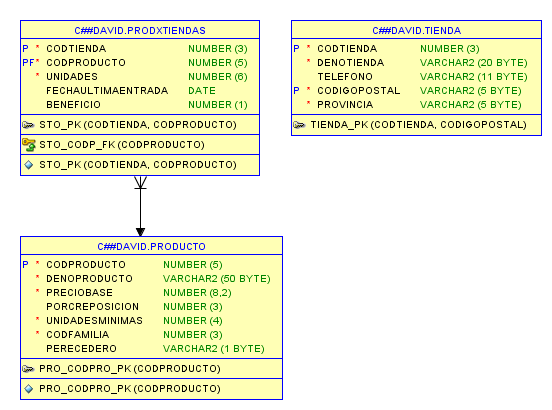 C##DAVID.PRODXTIENDAS
P * CODTIENDA NUMBER (3)
PF* CODPRODUCTO NUMBER (5)
* UNIDADES NUMBER (6)
FECHAULTIMAENTRADA DATE
BENEFICIO NUMBER (1)
STO_PK (CODTIENDA, CODPRODUCTO)
STO_CODP_FK (CODPRODUCTO)
STO_PK (CODTIENDA, CODPRODUCTO)
C##DAVID.TIENDA
P * CODTIENDA NUMBER (3)
* DENOTIENDA VARCHAR2 (20 BYTE)
TELEFONO VARCHAR2 (11 BYTE)
P * CODIGOPOSTAL VARCHAR2 (5 BYTE)
* PROVINCIA VARCHAR2 (5 BYTE)
TIENDA_PK (CODTIENDA, CODIGOPOSTAL)
C##DAVID.PRODUCTO
P * CODPRODUCTO NUMBER (5)
* DENOPRODUCTO VARCHAR2 (50 BYTE)
* PRECIOBASE NUMBER (8,2)
PORCREPOSICION NUMBER (3)
* UNIDADESMINIMAS NUMBER (4)
* CODFAMILIA NUMBER (3)
PERECEDERO VARCHAR2 (1 BYTE)
PRO_CODPRO_PK (CODPRODUCTO)
PRO_CODPRO_PK (CODPRODUCTO)